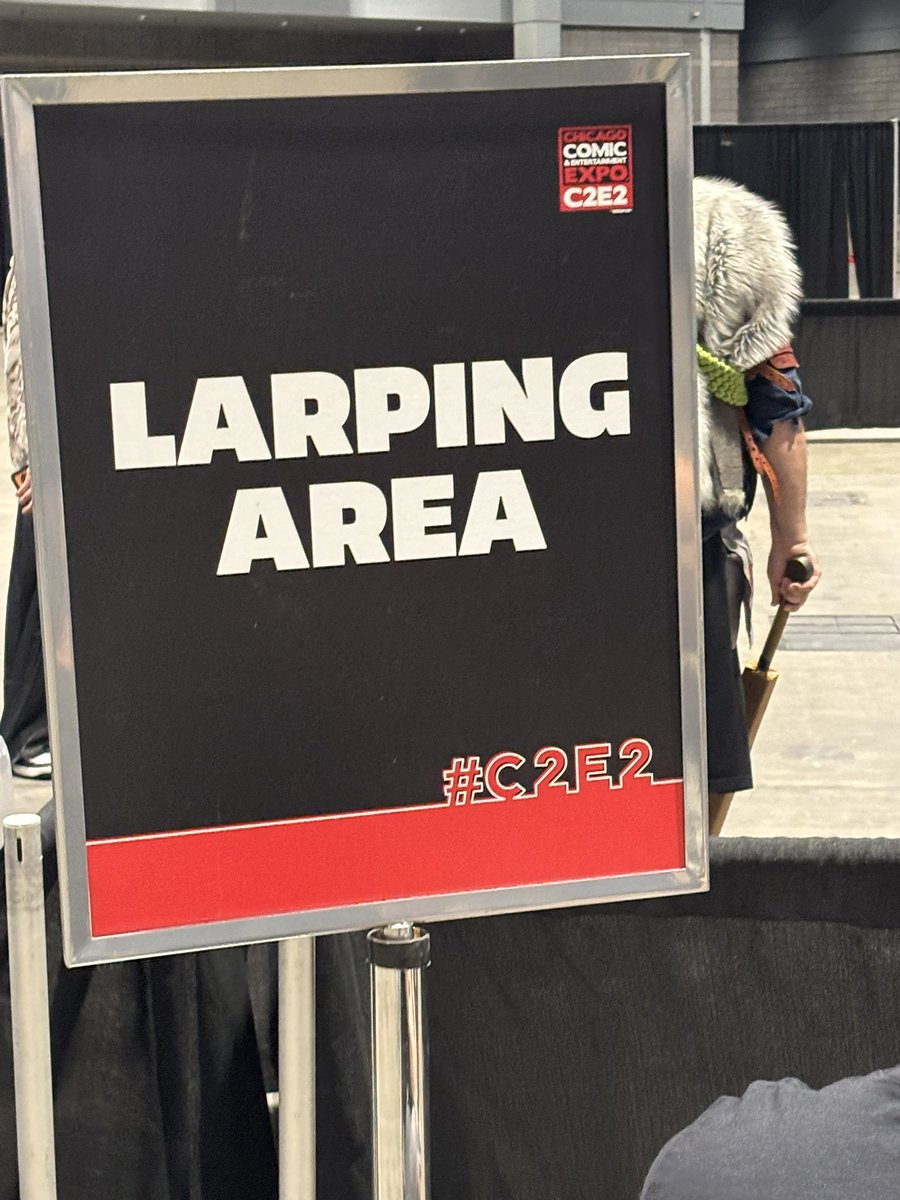 CHICAGO
COMIC
& ENTERTAINMENT
EXPO
C2E2
LARPING
AREA
#C2E2